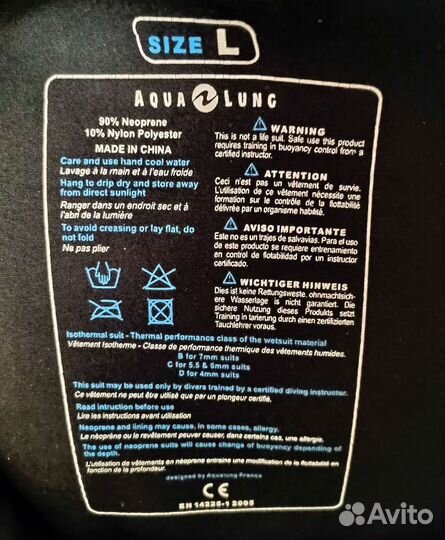 SIZE L
AQUA LUNG
90% Neoprene
10% Nylon Polyester
MADE IN CHINA
Care and use hand cool water
Lavage à la main et à l'eau froide
Hang to drip dry and store away
from direct sunlight
Ranger dans un endroit sec et à
l'abri de la lumière
To avoid creasing or lay flat, do
not fold
Ne pas plier
WARNING
This is not a life suit. Safe use this product
requires training in buoyancy control from a
certified instructor.
ATTENTION
Ceci n'est pas un vêtement de survie.
L'utilisation de ce vêtement nécessite une
formation sur le contrôle de la flottabilité
délivrée par un organisme habilité.
AVISO IMPORTANTE
Este no es un trajes de salvavias. Para el uso
de este producto se requiere entrenamiento
en control de flotabilidad por un instructor
certificado.
WICHTIGER HINWEIS
Dies ist keine Rettungsweste. ohnmachtsich-
ere Wasserlage ist nicht garantiert. Die
sichere Nutzung dieses Produkts setzt
Training in tarierung durch einen zertifizierten
Tauchlehrer voran.
Isothermal suit - Thermal performance class of the wetsuit material
Vêtement Isotherme - Classe de performance thermique des vêtements humides.
B for 7mm suits
C for 5.5 & 6mm suits
D for 4mm suits
This suit may be used only by divers trained by a certified diving instructor.
Ce vêtement ne peut être utilisé que par un plongeur certifié.
Read intruction before use
Lire les instructions avant utilisation
Neoprene and lining may cause, in some cases, allergy.
Le néoprène ou le revêtement peuver causer, dans certains cas, une allergie.
The use of neoprene suits will cause change of buoyancy depending of
the depth.
L'utilisation de vêtements en néoprène entraine une modification de la flottabilité en
fonction de la profondeur.
designed by Aqualung France
CE
EN 14225-1 2005
Avito